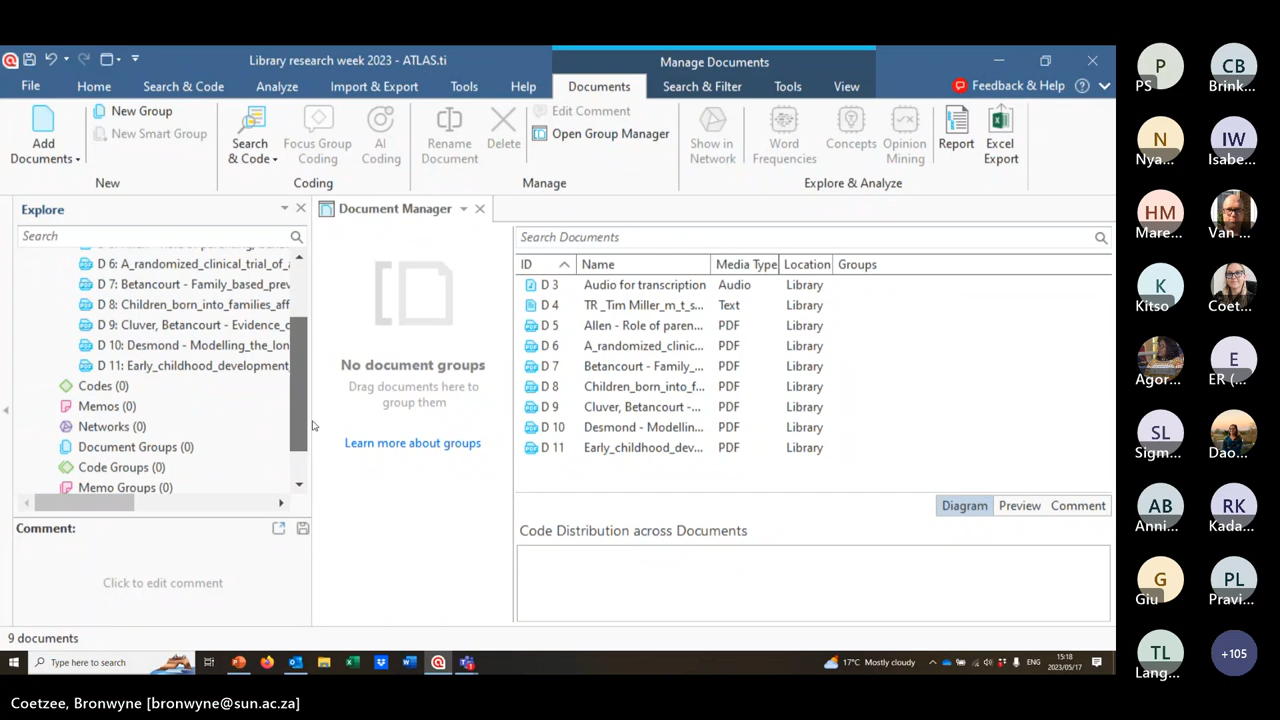 Library research week 2023 - ATLAS.ti
Manage Documents
File
Home
Search & Code
Analyze
Import & Export
Tools
Help
Documents
Search & Filter
Tools
View
Feedback & Help
Add Documents
New Group
New Smart Group
New
Search & Code
Focus Group Coding
AI Coding
Coding
Rename Document
Delete
Edit Comment
Open Group Manager
Manage
Show in Network
Word Frequencies
Concepts
Opinion Mining
Explore & Analyze
Report
Excel Export
Explore
Search
D 6: A_randomized_clinical_trial_of_a
D 7: Betancourt - Family_based_prev
D 8: Children_born_into_families_aff
D 9: Cluver, Betancourt - Evidence_c
D 10: Desmond - Modelling_the_lon
D 11: Early_childhood_development_
Codes (0)
Memos (0)
Networks (0)
Document Groups (0)
Code Groups (0)
Memo Groups (0)
Comment:
Click to edit comment
9 documents
Document Manager
No document groups
Drag documents here to
group them
Learn more about groups
Search Documents
ID Name Media Type Location Groups
D 3 Audio for transcription Audio Library
D 4 TR _Tim Miller_m_t_s... Text Library
D 5 Allen - Role of paren... PDF Library
D 6 A_randomized_clinic... PDF Library
D 7 Betancourt - Family_... PDF Library
D 8 Children_born_into_f... PDF Library
D 9 Cluver, Betancourt -... PDF Library
D 10 Desmond - Modellin... PDF Library
D 11 Early_childhood_dev... PDF Library
Diagram Preview Comment
Code Distribution across Documents
Type here to search
17°C Mostly cloudy
ENG
15:18
2023/05/17
P
PS
CB
Brink...
N
Nya...
IW
Isabe...
HM
Mare...
Van ...
K
Kitso
Coet...
Agor...
E
ER (...
SL
Sigm...
Dao...
AB
Anni...
RK
Kada...
G
Giu
PL
Pravi...
TL
Lang...
+105
Coetzee, Bronwyne [bronwyne@sun.ac.za]